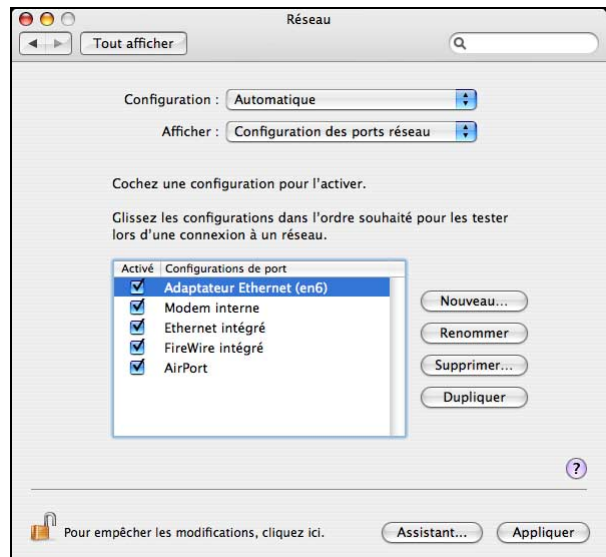 Réseau
Tout afficher
Configuration : Automatique
Afficher : Configuration des ports réseau
Cochez une configuration pour l'activer.
Glissez les configurations dans l'ordre souhaité pour les tester
lors d'une connexion à un réseau.
Activé Configurations de port
Adaptateur Ethernet (en6)
Modem interne
Ethernet intégré
FireWire intégré
AirPort
Nouveau...
Renommer
Supprimer...
Dupliquer
?
Pour empêcher les modifications, cliquez ici.
Assistant...
Appliquer